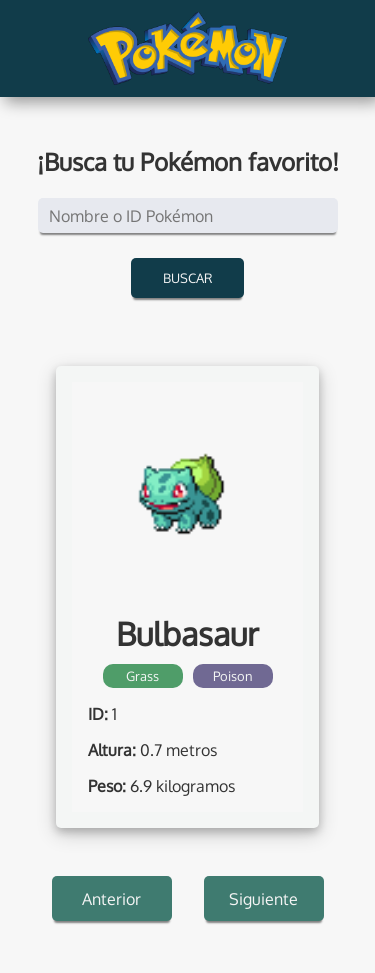 POKéMON
¡Busca tu Pokémon favorito!
Nombre o ID Pokémon
BUSCAR
Bulbasaur
Grass Poison
ID: 1
Altura: 0.7 metros
Peso: 6.9 kilogramos
Anterior Siguiente